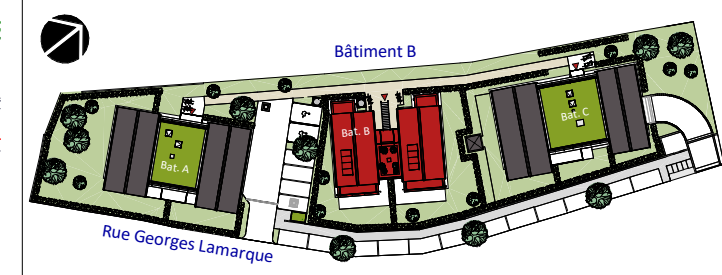 Bâtiment B
Bat. B
Bat. C
Bat. A
Rue Georges Lamarque